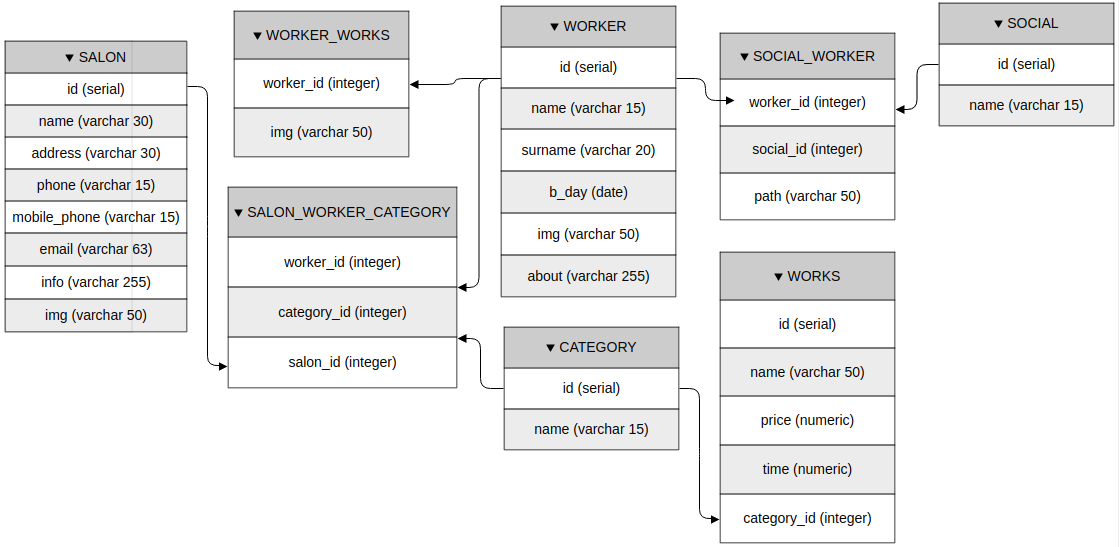 ▼ SALON
id (serial)
name (varchar 30)
address (varchar 30)
phone (varchar 15)
mobile_phone (varchar 15)
email (varchar 63)
info (varchar 255)
img (varchar 50)
▼ WORKER_WORKS
worker_id (integer)
img (varchar 50)
▼ SALON_WORKER_CATEGORY
worker_id (integer)
category_id (integer)
salon_id (integer)
▼ WORKER
id (serial)
name (varchar 15)
surname (varchar 20)
b_day (date)
img (varchar 50)
about (varchar 255)
▼ CATEGORY
id (serial)
name (varchar 15)
▼ SOCIAL_WORKER
worker_id (integer)
social_id (integer)
path (varchar 50)
▼ WORKS
id (serial)
name (varchar 50)
price (numeric)
time (numeric)
category_id (integer)
▼ SOCIAL
id (serial)
name (varchar 15)